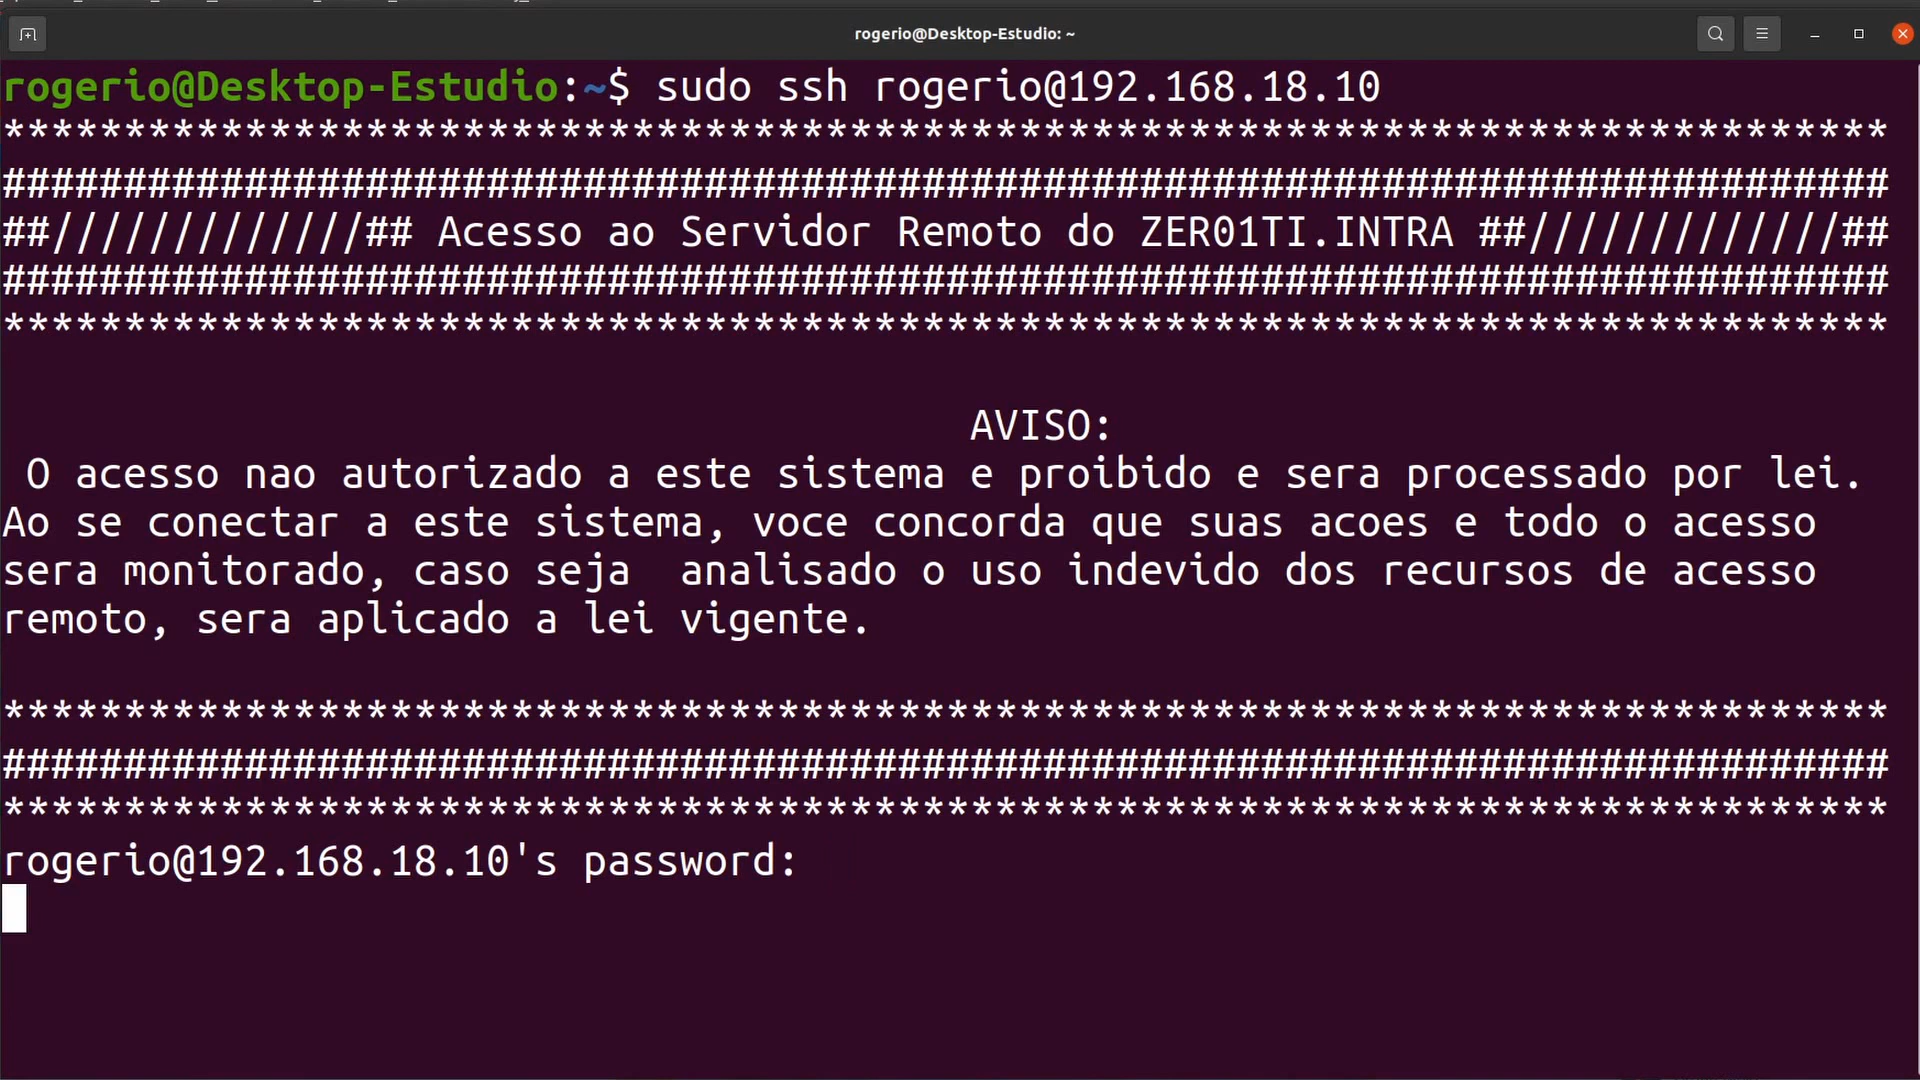 rogerio@Desktop-Estudio: ~
rogerio@Desktop-Estudio:~$ sudo ssh rogerio@192.168.18.10
******************************************************************************
##############################################################################
##/////////////## Acesso ao Servidor Remoto do ZER01TI.INTRA ##/////////////##
##############################################################################
******************************************************************************
AVISO:
O acesso nao autorizado a este sistema e proibido e sera processado por lei.
Ao se conectar a este sistema, voce concorda que suas acoes e todo o acesso
sera monitorado, caso seja  analisado o uso indevido dos recursos de acesso
remoto, sera aplicado a lei vigente.
******************************************************************************
##############################################################################
******************************************************************************
rogerio@192.168.18.10's password: